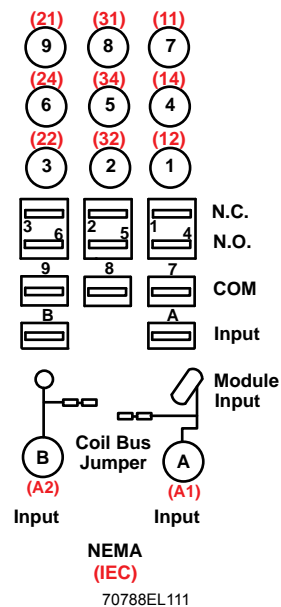 (21) (31) (11)
9 8 7
(24) (34) (14)
6 5 4
(22) (32) (12)
3 2 1
N.C.
3 2 1
6 5 4
N.O.
9 8 7
COM
B A
Input
Module
Input
Coil Bus
Jumper
B A
(A2) (A1)
Input Input
NEMA
(IEC)
70788EL111